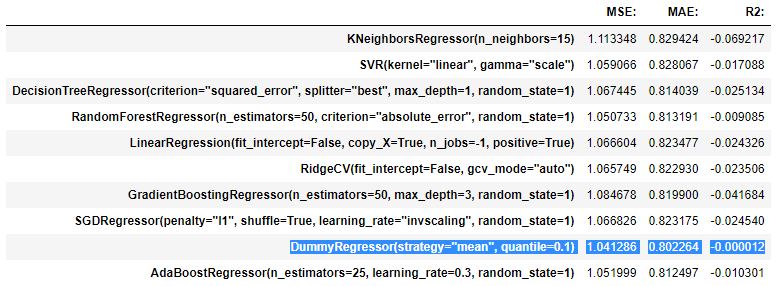 MSE: MAE: R2:
KNeighborsRegressor(n_neighbors=15) 1.113348 0.829424 -0.069217
SVR(kernel="linear", gamma="scale") 1.059066 0.828067 -0.017088
DecisionTreeRegressor(criterion="squared_error", splitter="best", max_depth=1, random_state=1) 1.067445 0.814039 -0.025134
RandomForestRegressor(n_estimators=50, criterion="absolute_error", random_state=1) 1.050733 0.813191 -0.009085
LinearRegression(fit_intercept=False, copy_X=True, n_jobs=-1, positive=True) 1.066604 0.823477 -0.024326
RidgeCV(fit_intercept=False, gcv_mode="auto") 1.065749 0.822930 -0.023506
GradientBoostingRegressor(n_estimators=50, max_depth=3, random_state=1) 1.084678 0.819900 -0.041684
SGDRegressor(penalty="l1", shuffle=True, learning_rate="invscaling", random_state=1) 1.066826 0.823175 -0.024540
DummyRegressor(strategy="mean", quantile=0.1) 1.041286 0.802264 -0.000012
AdaBoostRegressor(n_estimators=25, learning_rate=0.3, random_state=1) 1.051999 0.812497 -0.010301